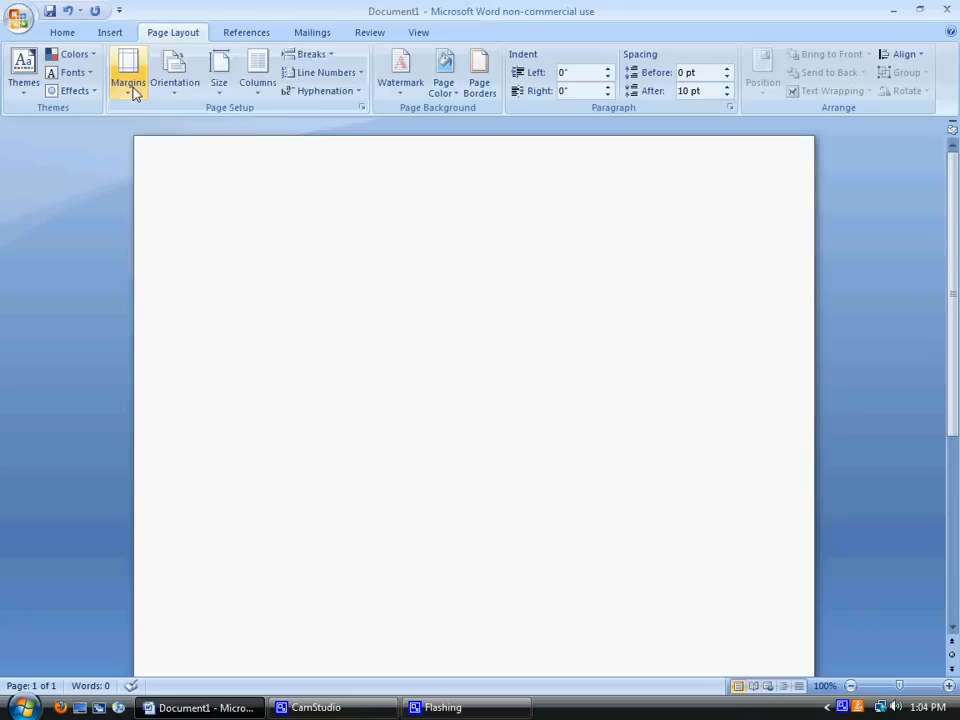 Document1 - Microsoft Word non-commercial use
Home Insert Page Layout References Mailings Review View
Themes Colors Fonts Effects
Themes
Margins Orientation Size Columns Breaks Line Numbers Hyphenation
Page Setup
Watermark Page Color Page Borders
Page Background
Indent Spacing
Left: 0" Before: 0 pt
Right: 0" After: 10 pt
Paragraph
Position Bring to Front Send to Back Text Wrapping Align Group Rotate
Arrange
Page: 1 of 1 Words: 0 100%
Document1 - Micro... CamStudio Flashing 1:04 PM